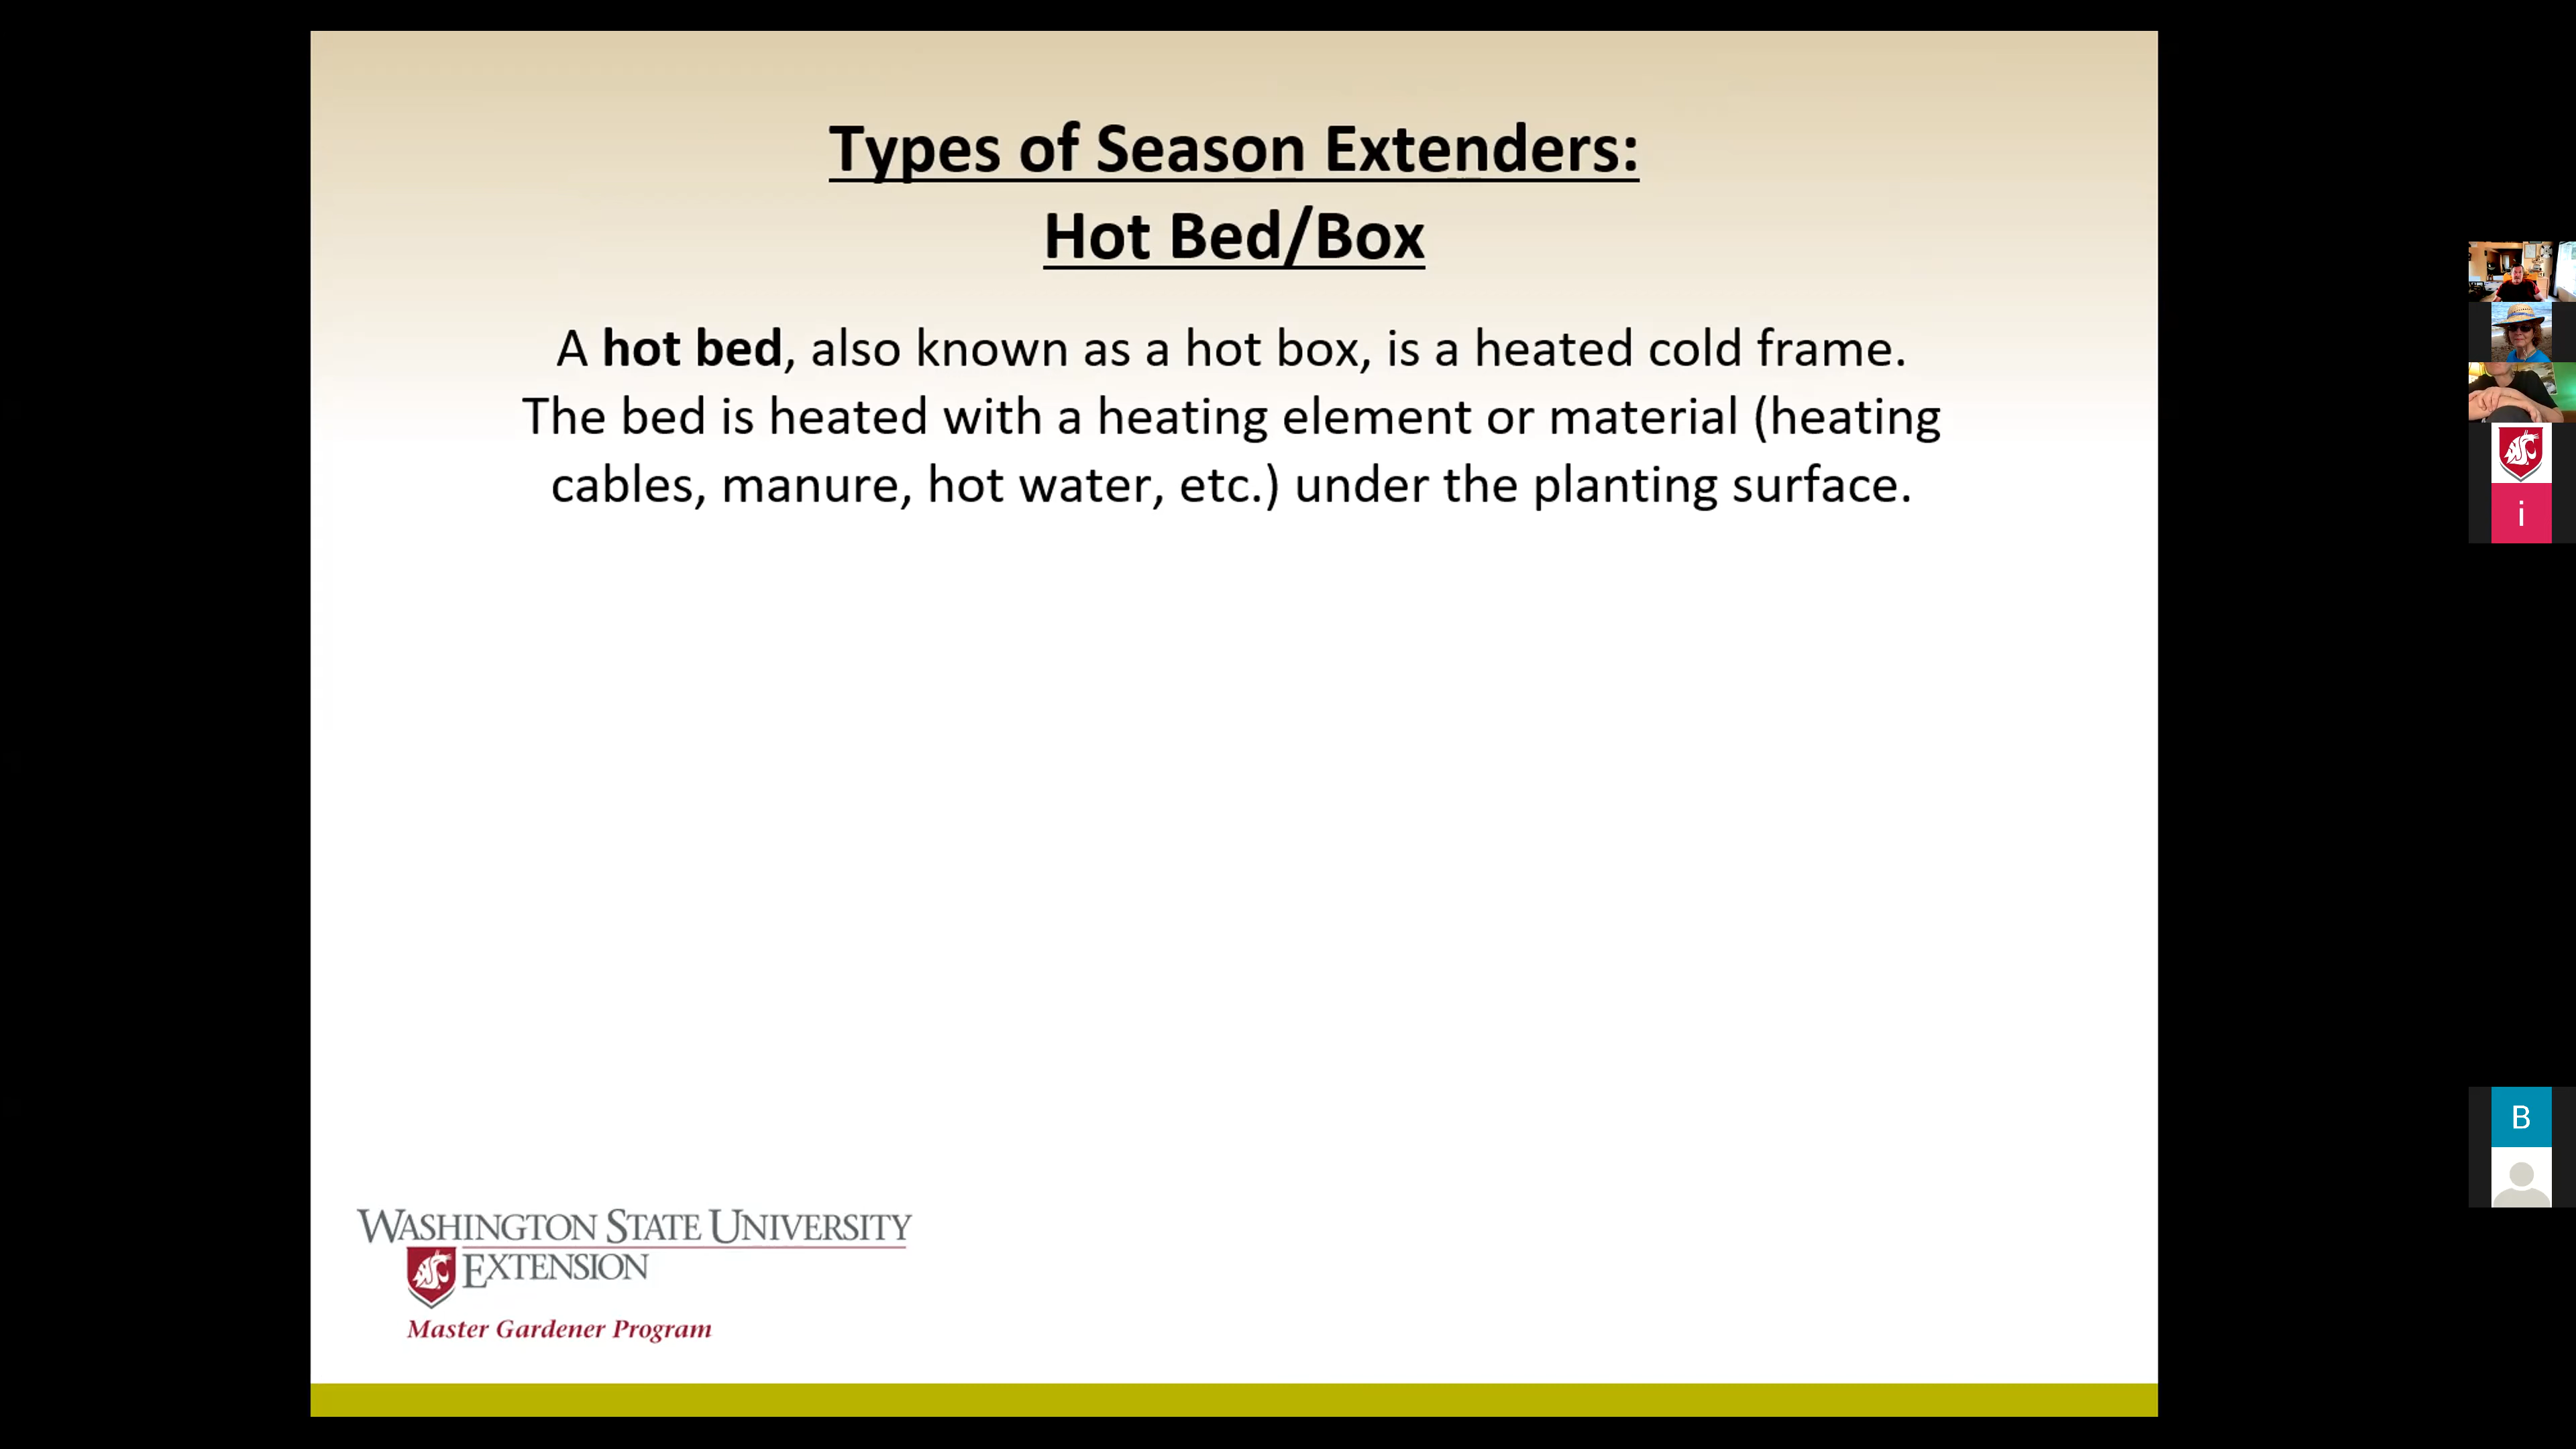 Types of Season Extenders:
Hot Bed/Box
A hot bed, also known as a hot box, is a heated cold frame.
The bed is heated with a heating element or material (heating
cables, manure, hot water, etc.) under the planting surface.
WASHINGTON STATE UNIVERSITY
EXTENSION
Master Gardener Program
i
B